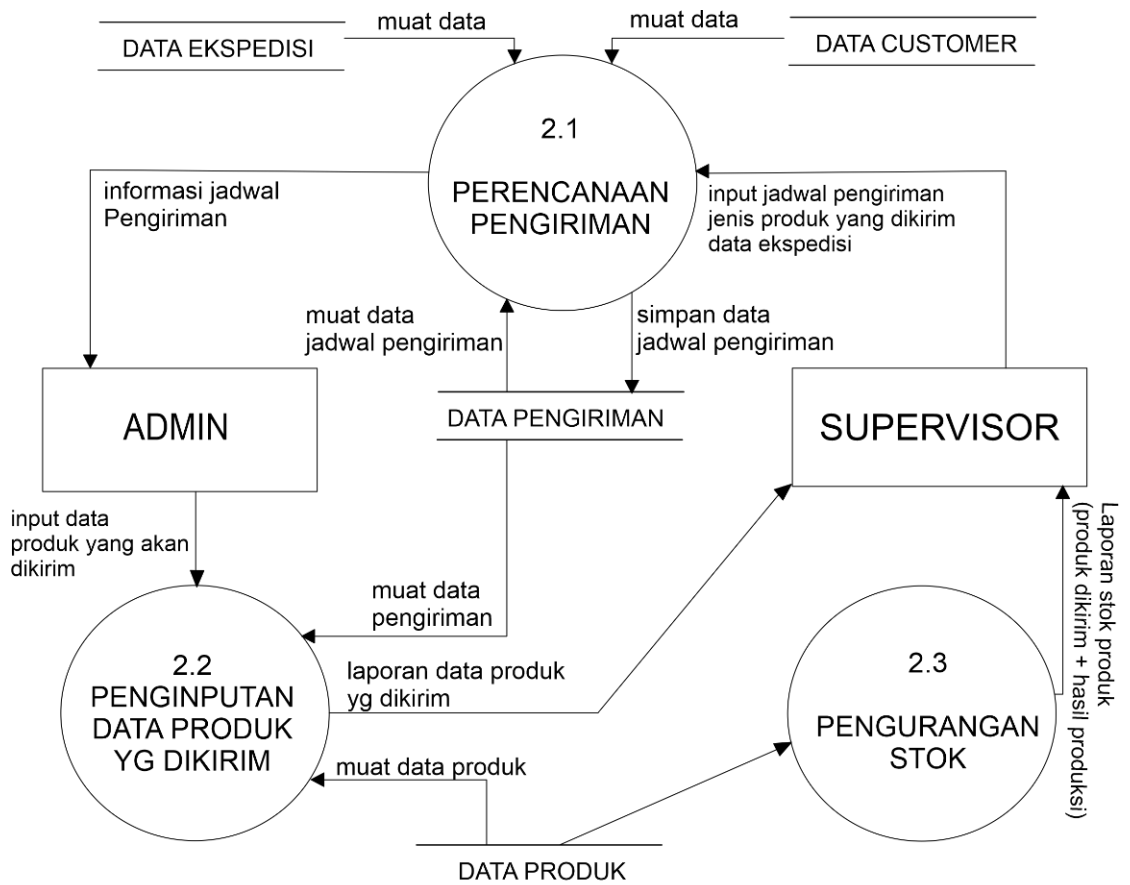 muat data
muat data
DATA EKSPEDISI
DATA CUSTOMER
2.1
PERENCANAAN
PENGIRIMAN
informasi jadwal
Pengiriman
input jadwal pengiriman
jenis produk yang dikirim
data ekspedisi
muat data
jadwal pengiriman
simpan data
jadwal pengiriman
ADMIN
DATA PENGIRIMAN
SUPERVISOR
input data
produk yang akan
dikirim
Laporan stok produk
(produk dikirim + hasil produksi)
muat data
pengiriman
2.2
PENGINPUTAN
DATA PRODUK
YG DIKIRIM
laporan data produk
yg dikirim
2.3
PENGURANGAN
STOK
muat data produk
DATA PRODUK